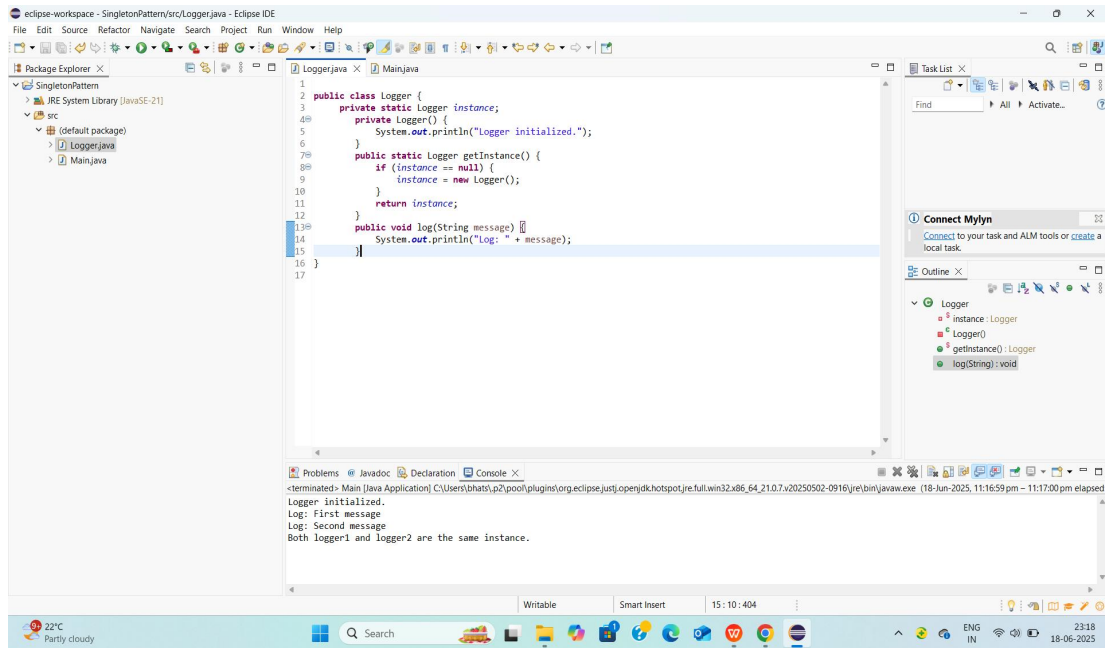 eclipse-workspace - SingletonPattern/src/Logger.java - Eclipse IDE
File Edit Source Refactor Navigate Search Project Run Window Help
Package Explorer
SingletonPattern
JRE System Library [JavaSE-21]
src
(default package)
Logger.java
Main.java
Logger.java Main.java
1
2 public class Logger {
3 private static Logger instance;
4 private Logger() {
5 System.out.println("Logger initialized.");
6 }
7 public static Logger getInstance() {
8 if (instance == null) {
9 instance = new Logger();
10 }
11 return instance;
12 }
13 public void log(String message) {
14 System.out.println("Log: " + message);
15 }
16 }
17
Task List
Find All Activate...
Connect Mylyn
Connect to your task and ALM tools or create a
local task.
Outline
Logger
instance : Logger
Logger()
getInstance() : Logger
log(String) : void
Problems Javadoc Declaration Console
<terminated> Main [Java Application] C:\Users\bhats\.p2\pool\plugins\org.eclipse.justj.openjdk.hotspot.jre.full.win32.x86_64_21.0.7.v20250502-0916\jre\bin\javaw.exe (18-Jun-2025, 11:16:59 pm – 11:17:00 pm elapsed
Logger initialized.
Log: First message
Log: Second message
Both logger1 and logger2 are the same instance.
Writable Smart Insert 15 : 10 : 404
9+
22°C
Partly cloudy
Search
ENG
IN
23:18
18-06-2025